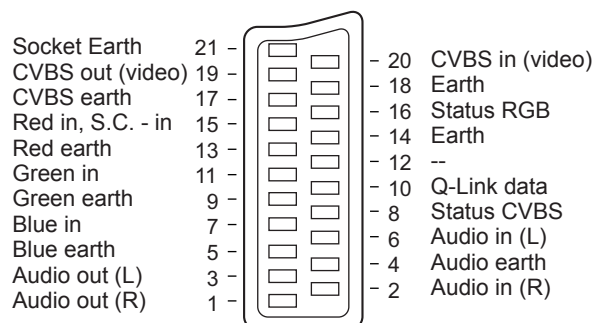 Socket Earth 21
CVBS out (video) 19
CVBS earth 17
Red in, S.C. - in 15
Red earth 13
Green in 11
Green earth 9
Blue in 7
Blue earth 5
Audio out (L) 3
Audio out (R) 1
20 CVBS in (video)
18 Earth
16 Status RGB
14 Earth
12 --
10 Q-Link data
8 Status CVBS
6 Audio in (L)
4 Audio earth
2 Audio in (R)